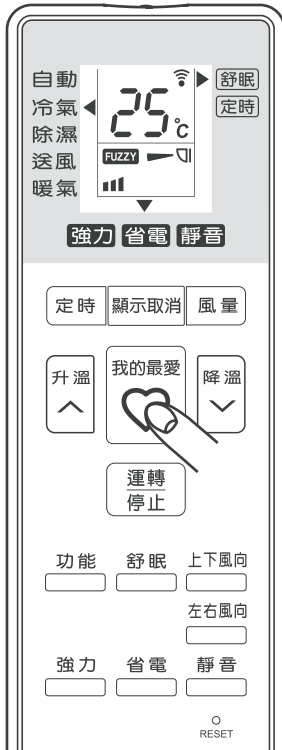 自動 舒眠
冷氣 25℃ 定時
除濕
送風 FUZZY
暖氣
強力 省電 靜音
定時 顯示取消 風量
升溫 我的最愛 降溫
運轉
停止
功能 舒眠 上下風向
左右風向
強力 省電 靜音
RESET